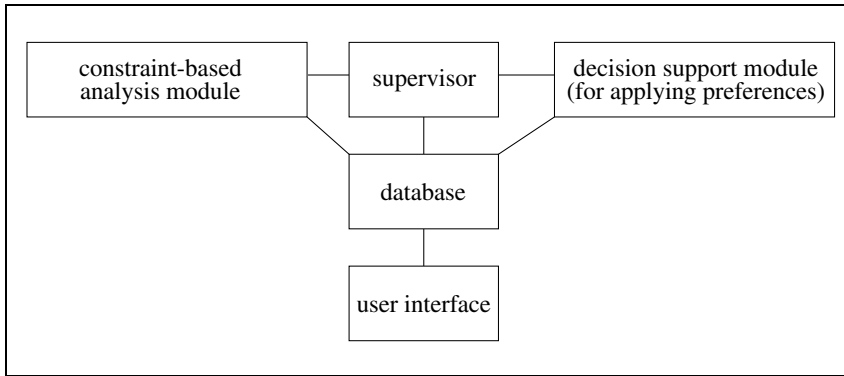 constraint-based
analysis module
supervisor
decision support module
(for applying preferences)
database
user interface